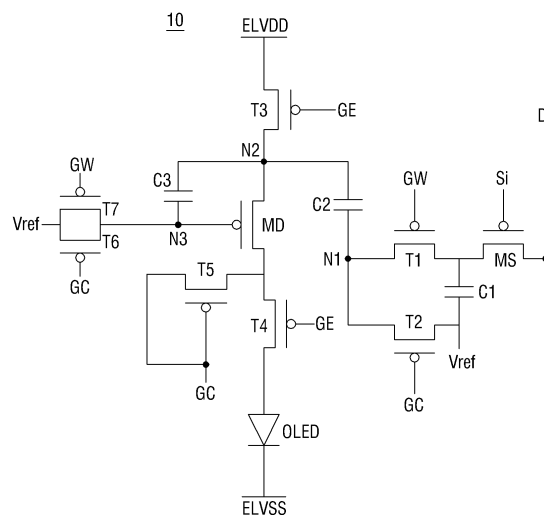 10
ELVDD
T3
GE
N2
C3
GW
T7
Vref
T6
GC
N3
MD
C2
GW
Si
N1
T1
MS
C1
T2
Vref
GC
T5
T4
GE
GC
OLED
ELVSS